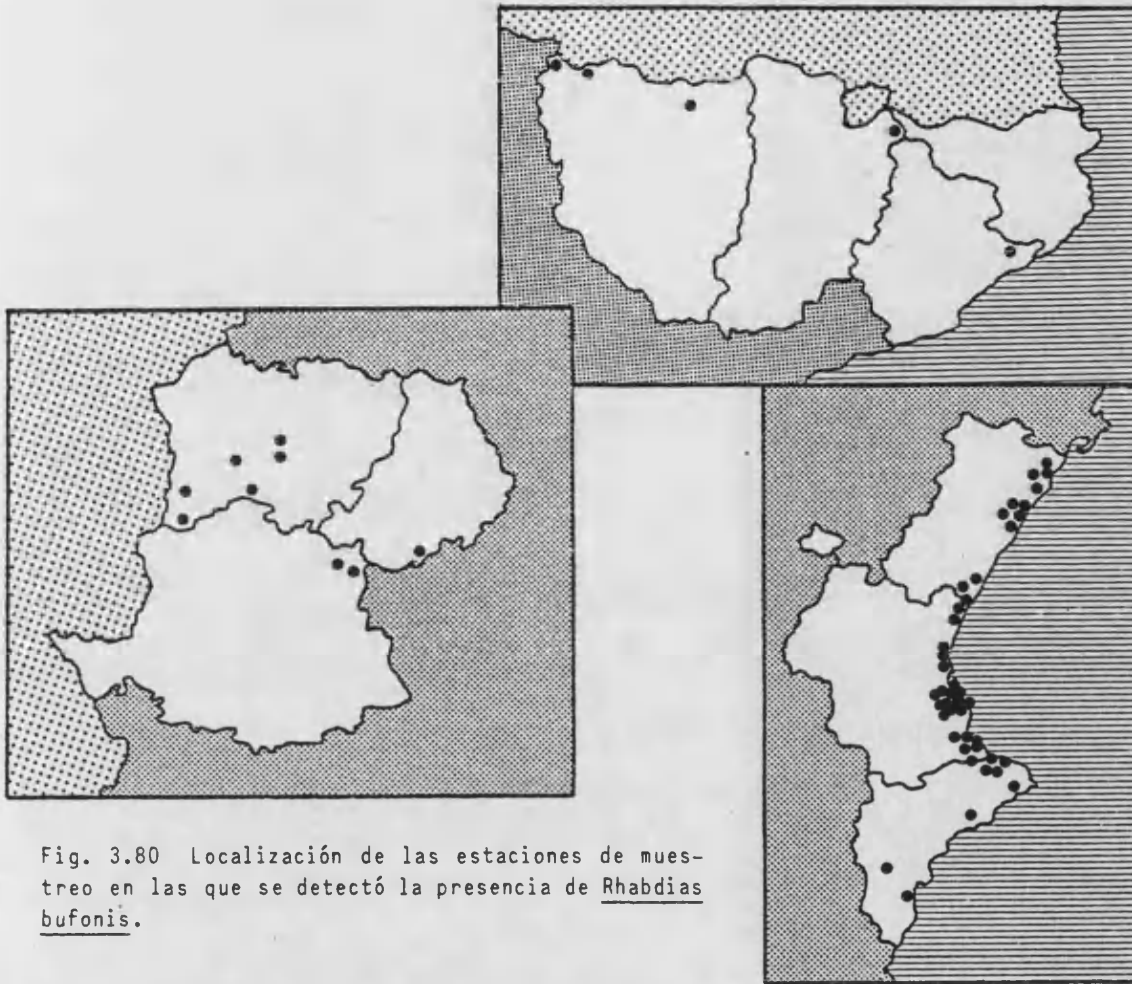 Fig. 3.80 Localización de las estaciones de mues-
treo en las que se detectó la presencia de Rhabdias
bufonis.